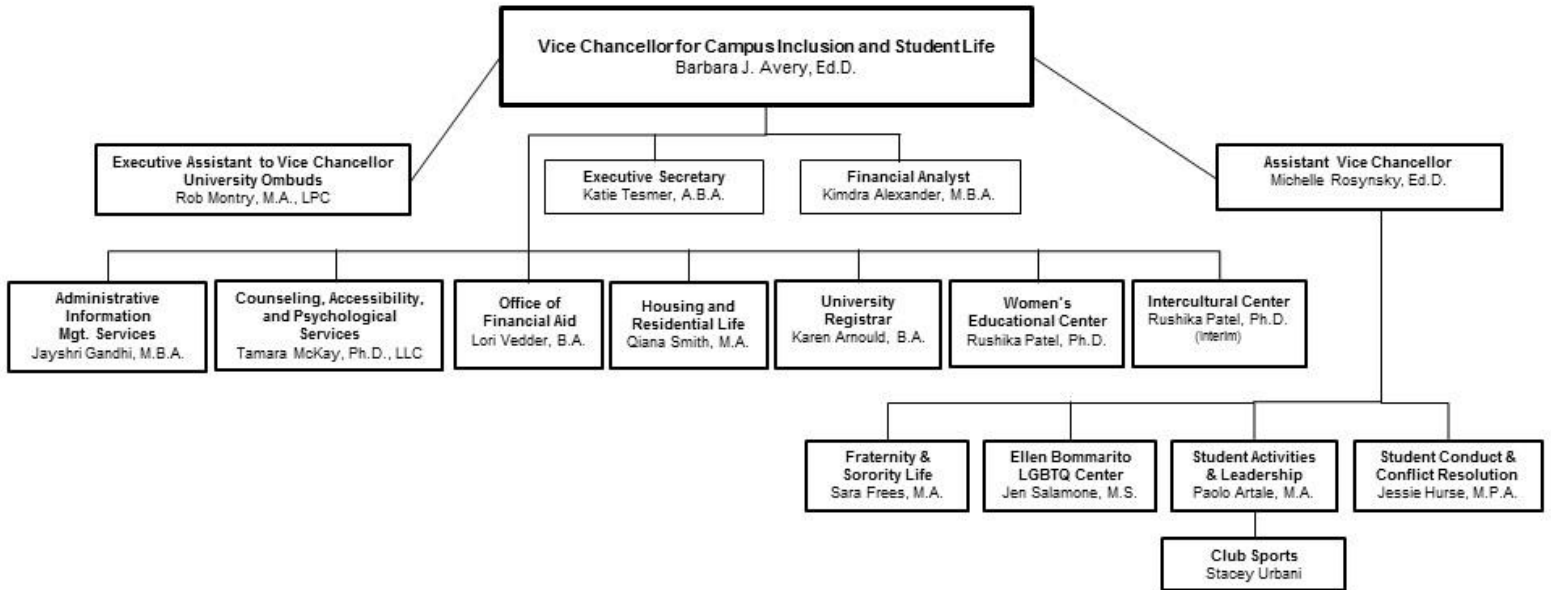 Vice Chancellor for Campus Inclusion and Student Life
Barbara J. Avery, Ed.D.
Executive Assistant to Vice Chancellor
University Ombuds
Rob Montry, M.A., LPC
Executive Secretary
Katie Tesmer, A.B.A.
Financial Analyst
Kimdra Alexander, M.B.A.
Assistant Vice Chancellor
Michelle Rosynsky, Ed.D.
Administrative
Information
Mgt. Services
Jayshri Gandhi, M.B.A.
Counseling, Accessibility,
and Psychological
Services
Tamara McKay, Ph.D., LLC
Office of
Financial Aid
Lori Vedder, B.A.
Housing and
Residential Life
Qiana Smith, M.A.
University
Registrar
Karen Arnould, B.A.
Women's
Educational Center
Rushika Patel, Ph.D.
Intercultural Center
Rushika Patel, Ph.D.
(Interim)
Fraternity &
Sorority Life
Sara Frees, M.A.
Ellen Bommarito
LGBTQ Center
Jen Salamone, M.S.
Student Activities
& Leadership
Paolo Artale, M.A.
Student Conduct &
Conflict Resolution
Jessie Hurse, M.P.A.
Club Sports
Stacey Urbani